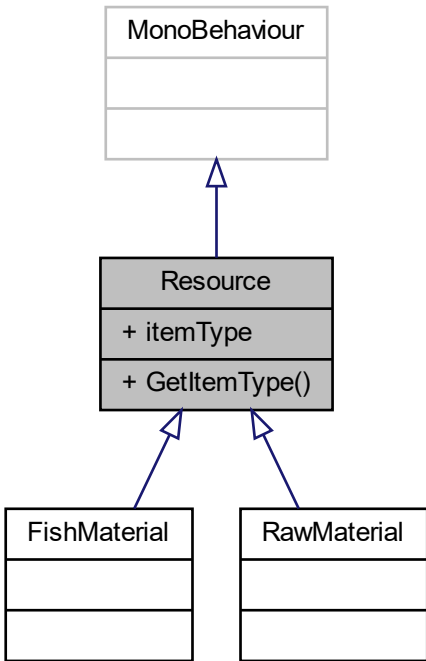 MonoBehaviour
Resource
+ itemType
+ GetItemType()
FishMaterial
RawMaterial